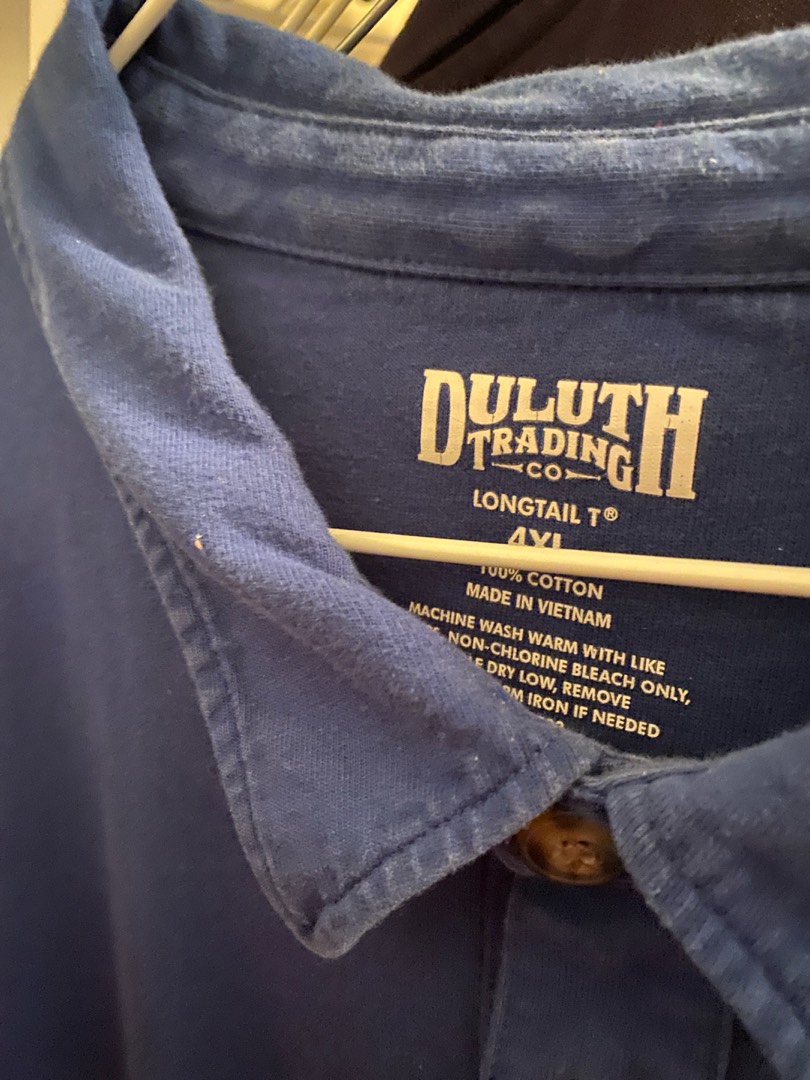 DULUTH
TRADING
CO
LONGTAIL T®
4XL
100% COTTON
MADE IN VIETNAM
MACHINE WASH WARM WITH LIKE
NON-CHLORINE BLEACH ONLY,
DRY LOW, REMOVE
IRON IF NEEDED